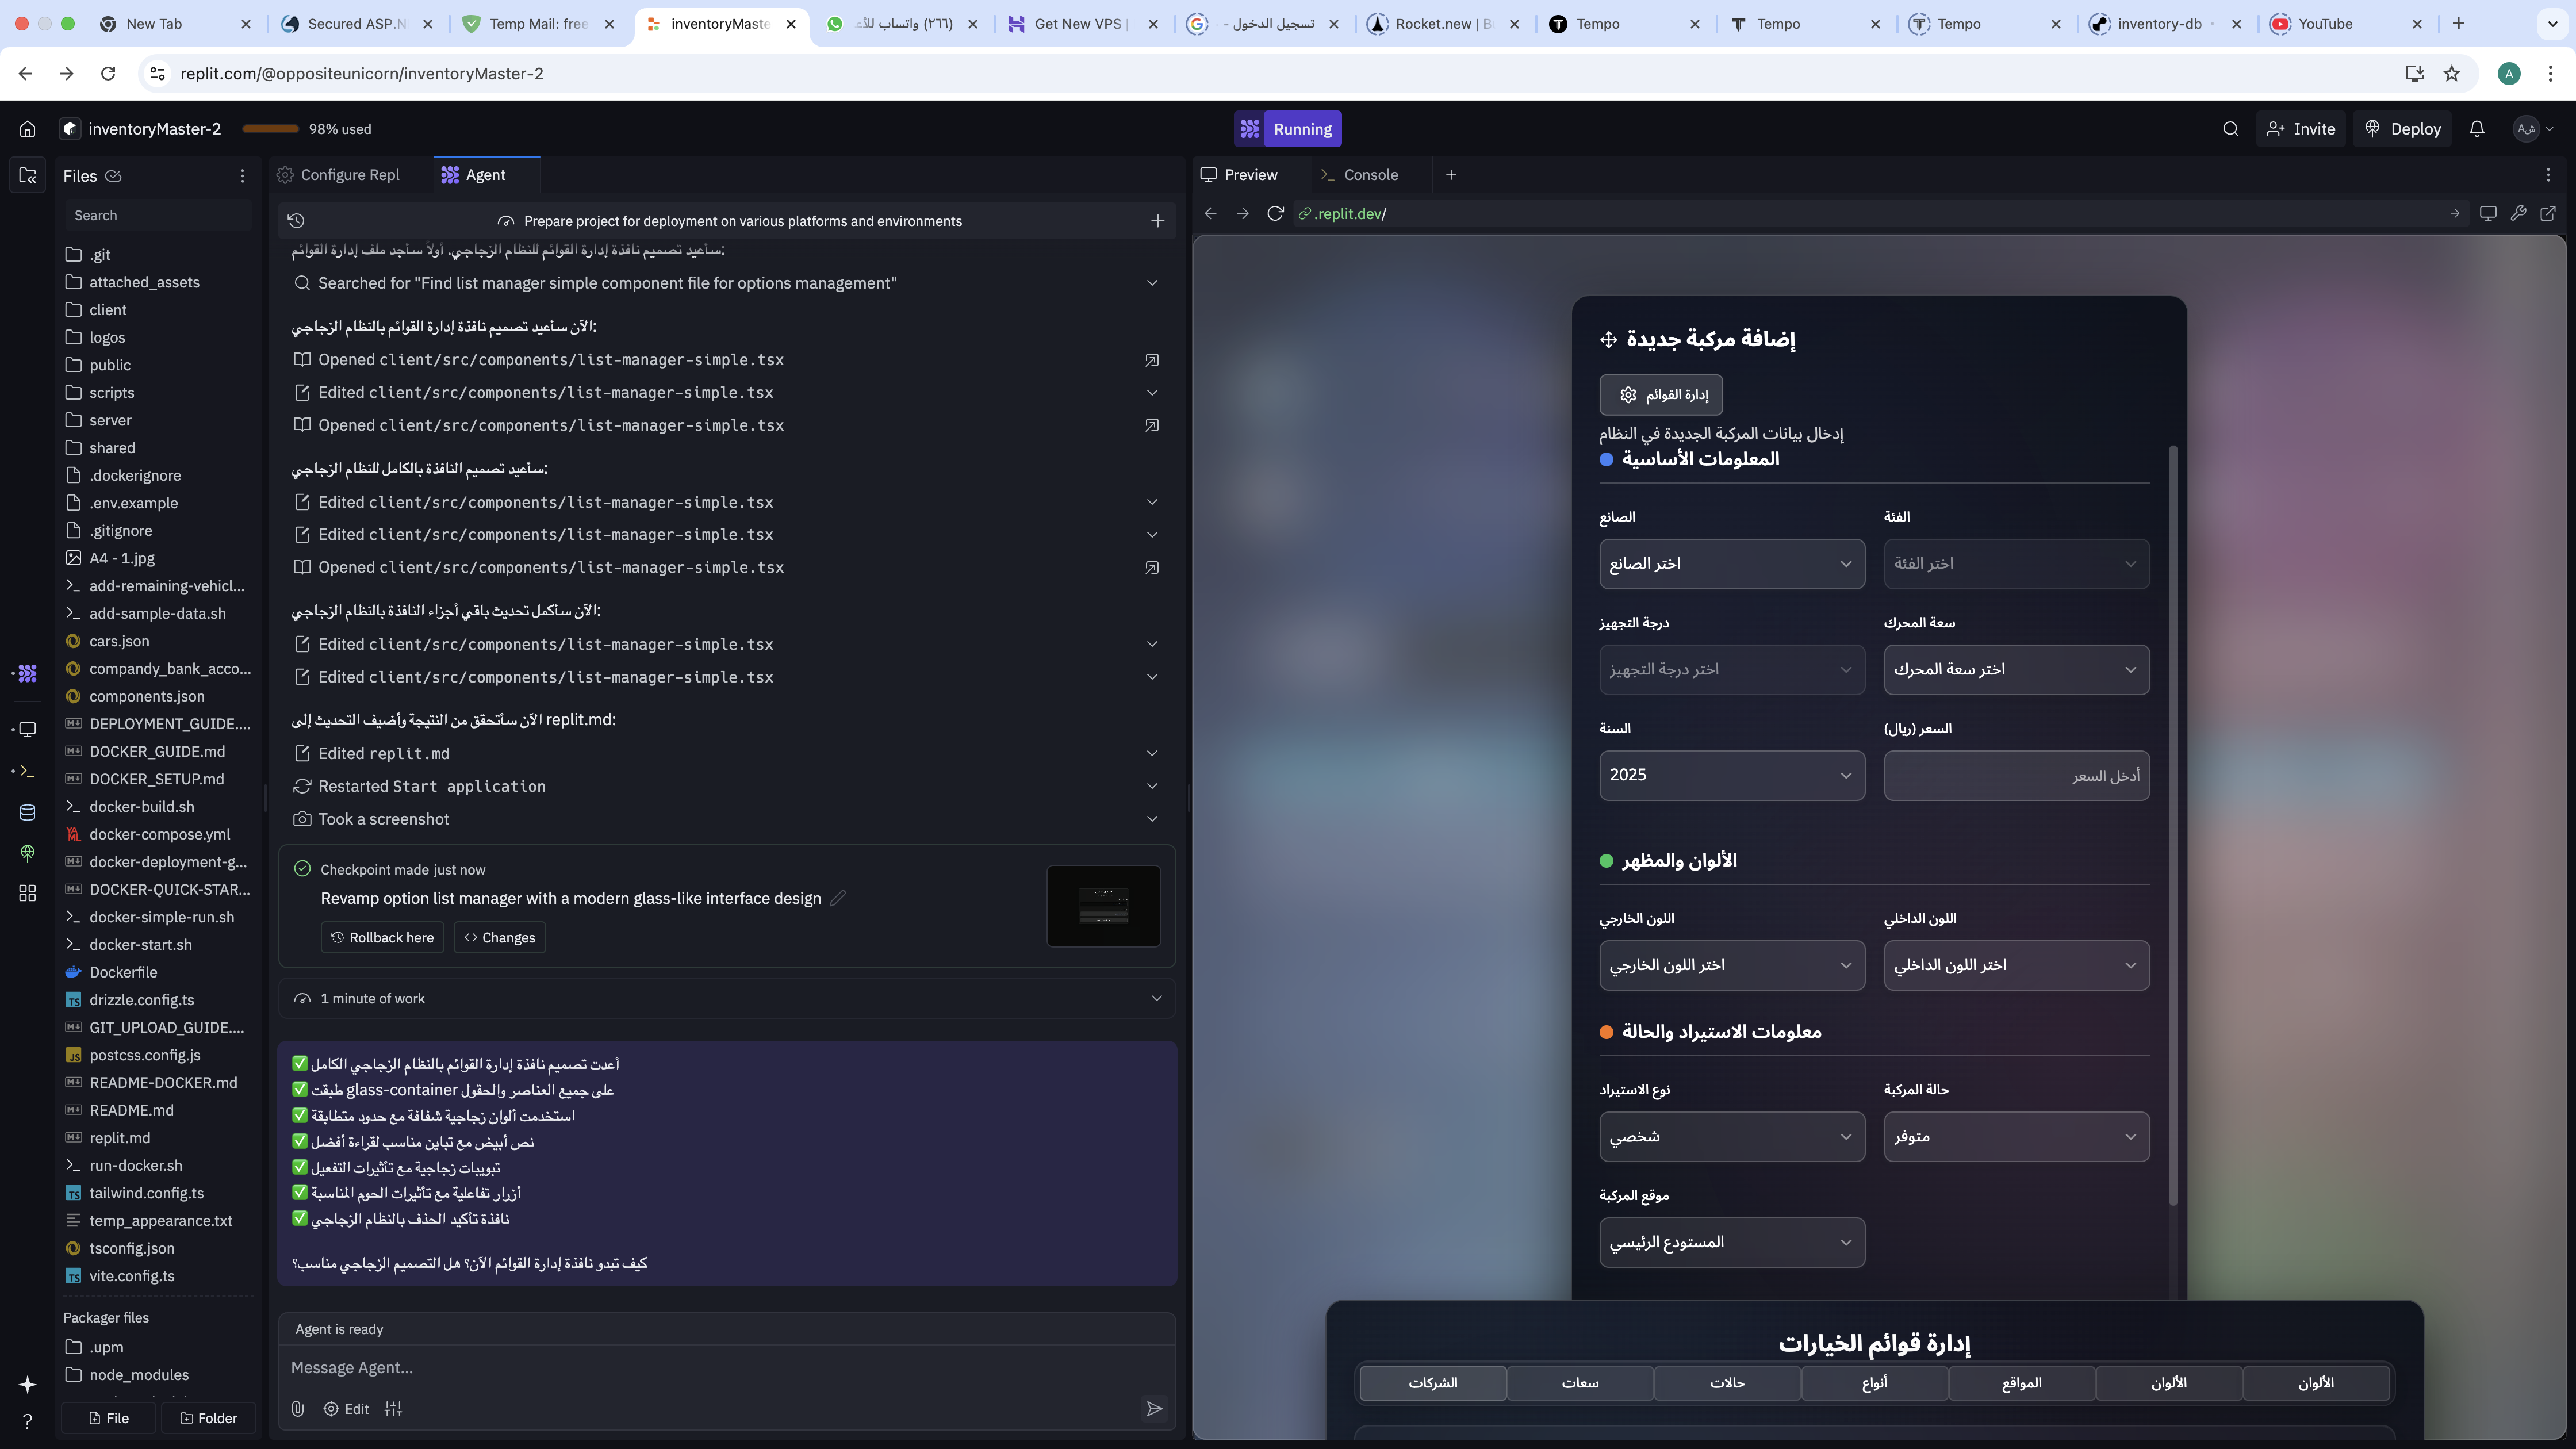 New Tab
Secured ASP.N
Temp Mail: free
inventoryMaste
(٢٦٦) واتساب للأع
Get New VPS |
تسجيل الدخول -
Rocket.new | B
Tempo
Tempo
Tempo
inventory-db
YouTube
replit.com/@oppositeunicorn/inventoryMaster-2
A
inventoryMaster-2
98% used
Running
Invite
Deploy
Files
Search
.git
attached_assets
client
logos
public
scripts
server
shared
.dockerignore
.env.example
.gitignore
A4 - 1.jpg
add-remaining-vehicl...
add-sample-data.sh
cars.json
compandy_bank_acco...
components.json
DEPLOYMENT_GUIDE....
DOCKER_GUIDE.md
DOCKER_SETUP.md
docker-build.sh
docker-compose.yml
docker-deployment-g...
DOCKER-QUICK-STAR...
docker-simple-run.sh
docker-start.sh
Dockerfile
drizzle.config.ts
GIT_UPLOAD_GUIDE....
postcss.config.js
README-DOCKER.md
README.md
replit.md
run-docker.sh
tailwind.config.ts
temp_appearance.txt
tsconfig.json
vite.config.ts
Packager files
.upm
node_modules
File
Folder
Configure Repl
Agent
Prepare project for deployment on various platforms and environments
سأعيد تصميم نافذة إدارة القوائم للنظام الزجاجي. أولاً سأجد ملف إدارة القوائم:
Searched for "Find list manager simple component file for options management"
الآن سأعيد تصميم نافذة إدارة القوائم بالنظام الزجاجي:
Opened client/src/components/list-manager-simple.tsx
Edited client/src/components/list-manager-simple.tsx
Opened client/src/components/list-manager-simple.tsx
سأعيد تصميم النافذة بالكامل للنظام الزجاجي:
Edited client/src/components/list-manager-simple.tsx
Edited client/src/components/list-manager-simple.tsx
Opened client/src/components/list-manager-simple.tsx
الآن سأكمل تحديث باقي أجزاء النافذة بالنظام الزجاجي:
Edited client/src/components/list-manager-simple.tsx
Edited client/src/components/list-manager-simple.tsx
الآن سأتحقق من النتيجة وأضيف التحديث إلى replit.md:
Edited replit.md
Restarted Start application
Took a screenshot
Checkpoint made just now
Revamp option list manager with a modern glass-like interface design
Rollback here
Changes
1 minute of work
✅ أعدت تصميم نافذة إدارة القوائم بالنظام الزجاجي الكامل
✅ طبقت glass-container على جميع العناصر والحقول
✅ استخدمت ألوان زجاجية شفافة مع حدود متطابقة
✅ نص أبيض مع تباين مناسب لقراءة أفضل
✅ تبويبات زجاجية مع تأثيرات التفعيل
✅ أزرار تفاعلية مع تأثيرات الحوم المناسبة
✅ نافذة تأكيد الحذف بالنظام الزجاجي
كيف تبدو نافذة إدارة القوائم الآن؟ هل التصميم الزجاجي مناسب؟
Agent is ready
Message Agent...
Edit
Preview
Console
.replit.dev/
إضافة مركبة جديدة
إدارة القوائم
إدخال بيانات المركبة الجديدة في النظام
المعلومات الأساسية
الصانع
الفئة
اختر الصانع
اختر الفئة
درجة التجهيز
سعة المحرك
اختر درجة التجهيز
اختر سعة المحرك
السنة
السعر (ريال)
2025
أدخل السعر
الألوان والمظهر
اللون الخارجي
اللون الداخلي
اختر اللون الخارجي
اختر اللون الداخلي
معلومات الاستيراد والحالة
نوع الاستيراد
حالة المركبة
شخصي
متوفر
موقع المركبة
المستودع الرئيسي
إدارة قوائم الخيارات
الشركات
سعات
حالات
أنواع
المواقع
الألوان
الألوان